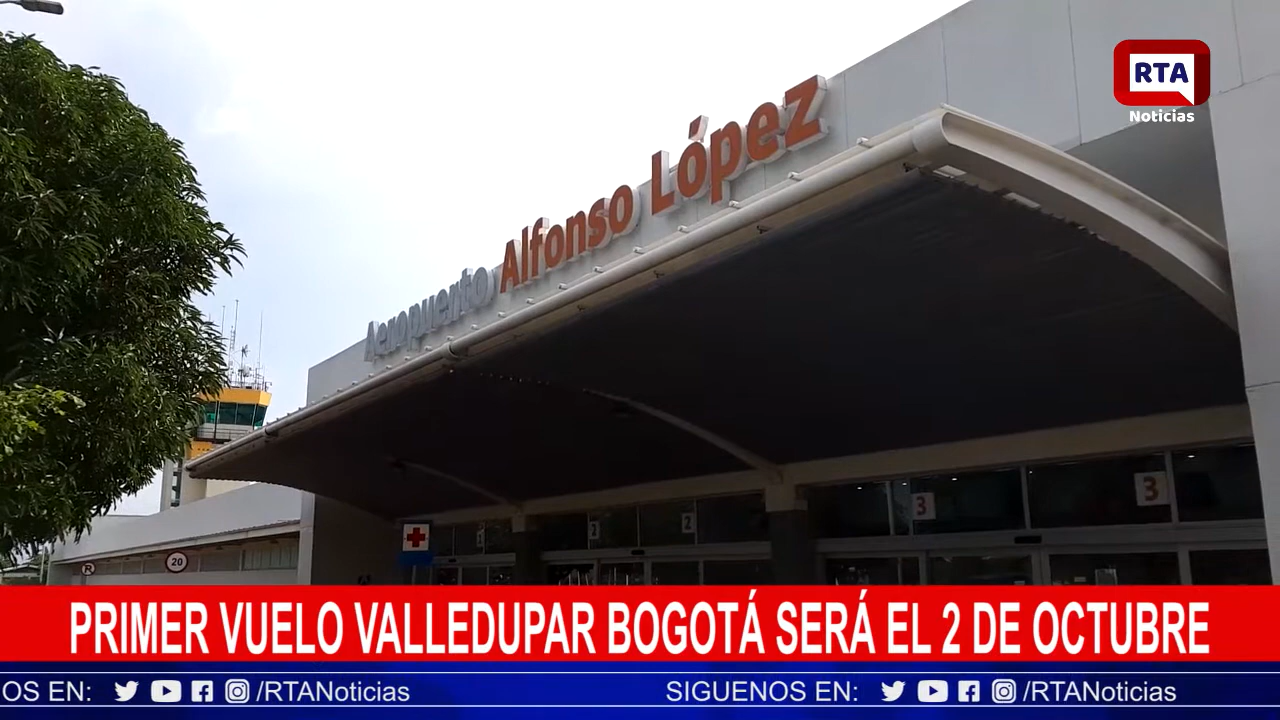 RTA
Noticias
Aeropuerto Alfonso López
3
3
2
2
20
PRIMER VUELO VALLEDUPAR BOGOTÁ SERÁ EL 2 DE OCTUBRE
OS EN: /RTANoticias SIGUENOS EN: /RTANoticias